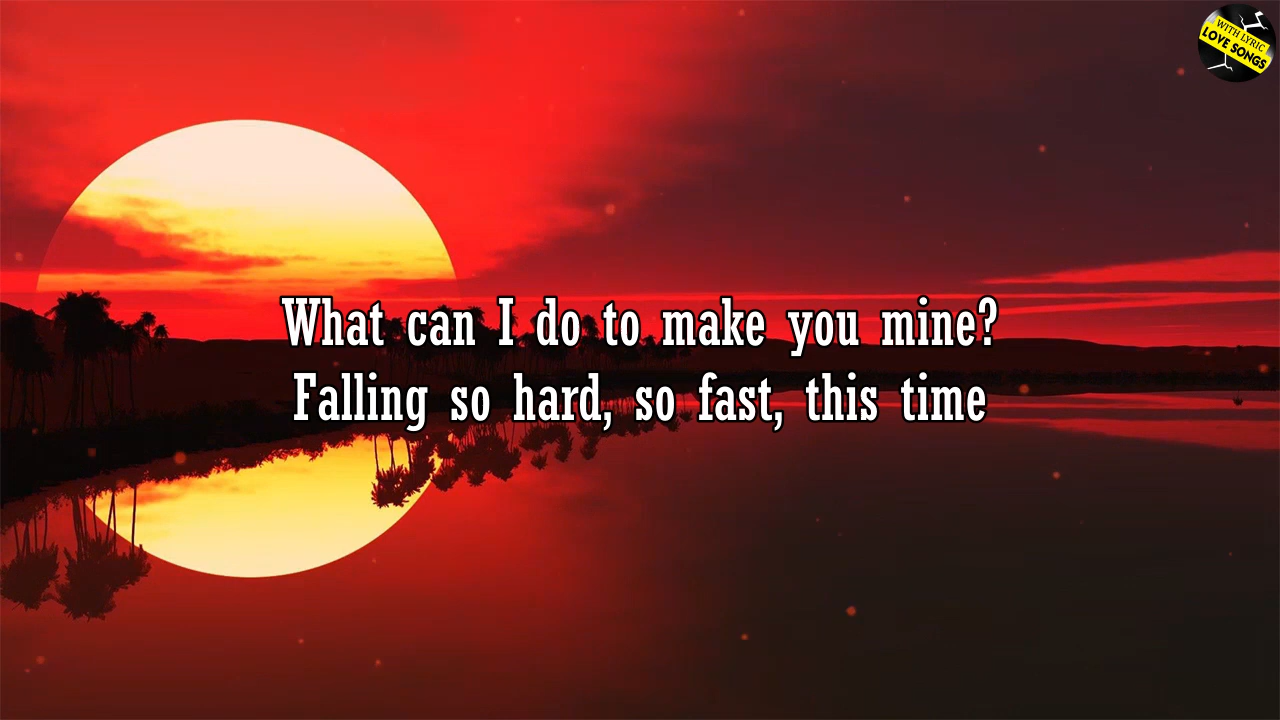 WITH LYRIC
LOVE SONGS
What can I do to make you mine?
Falling so hard, so fast, this time